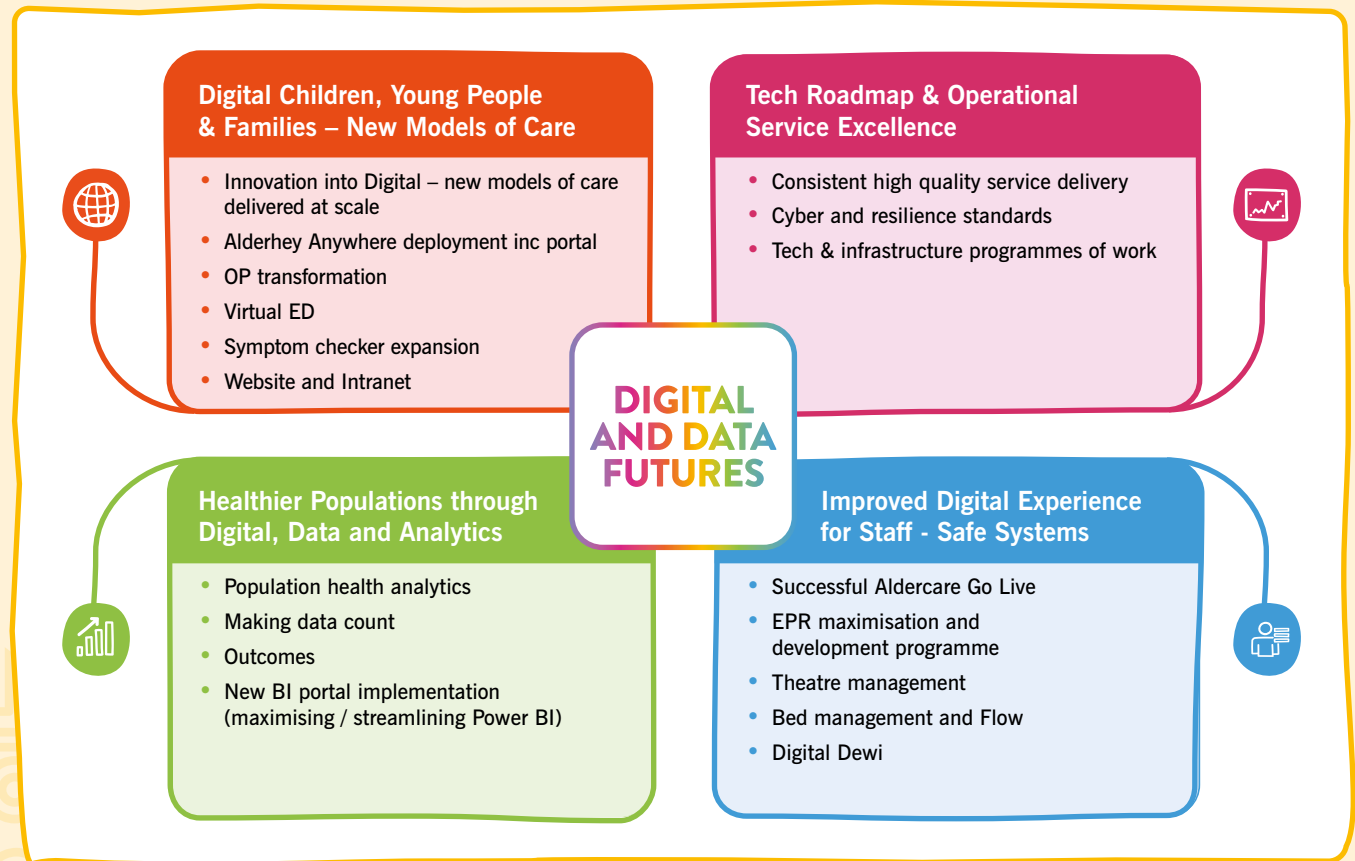 Digital Children, Young People
& Families – New Models of Care
• Innovation into Digital – new models of care
delivered at scale
• Alderhey Anywhere deployment inc portal
• OP transformation
• Virtual ED
• Symptom checker expansion
• Website and Intranet
Tech Roadmap & Operational
Service Excellence
• Consistent high quality service delivery
• Cyber and resilience standards
• Tech & infrastructure programmes of work
DIGITAL
AND DATA
FUTURES
Healthier Populations through
Digital, Data and Analytics
• Population health analytics
• Making data count
• Outcomes
• New BI portal implementation
(maximising / streamlining Power BI)
Improved Digital Experience
for Staff - Safe Systems
• Successful Aldercare Go Live
• EPR maximisation and
development programme
• Theatre management
• Bed management and Flow
• Digital Dewi